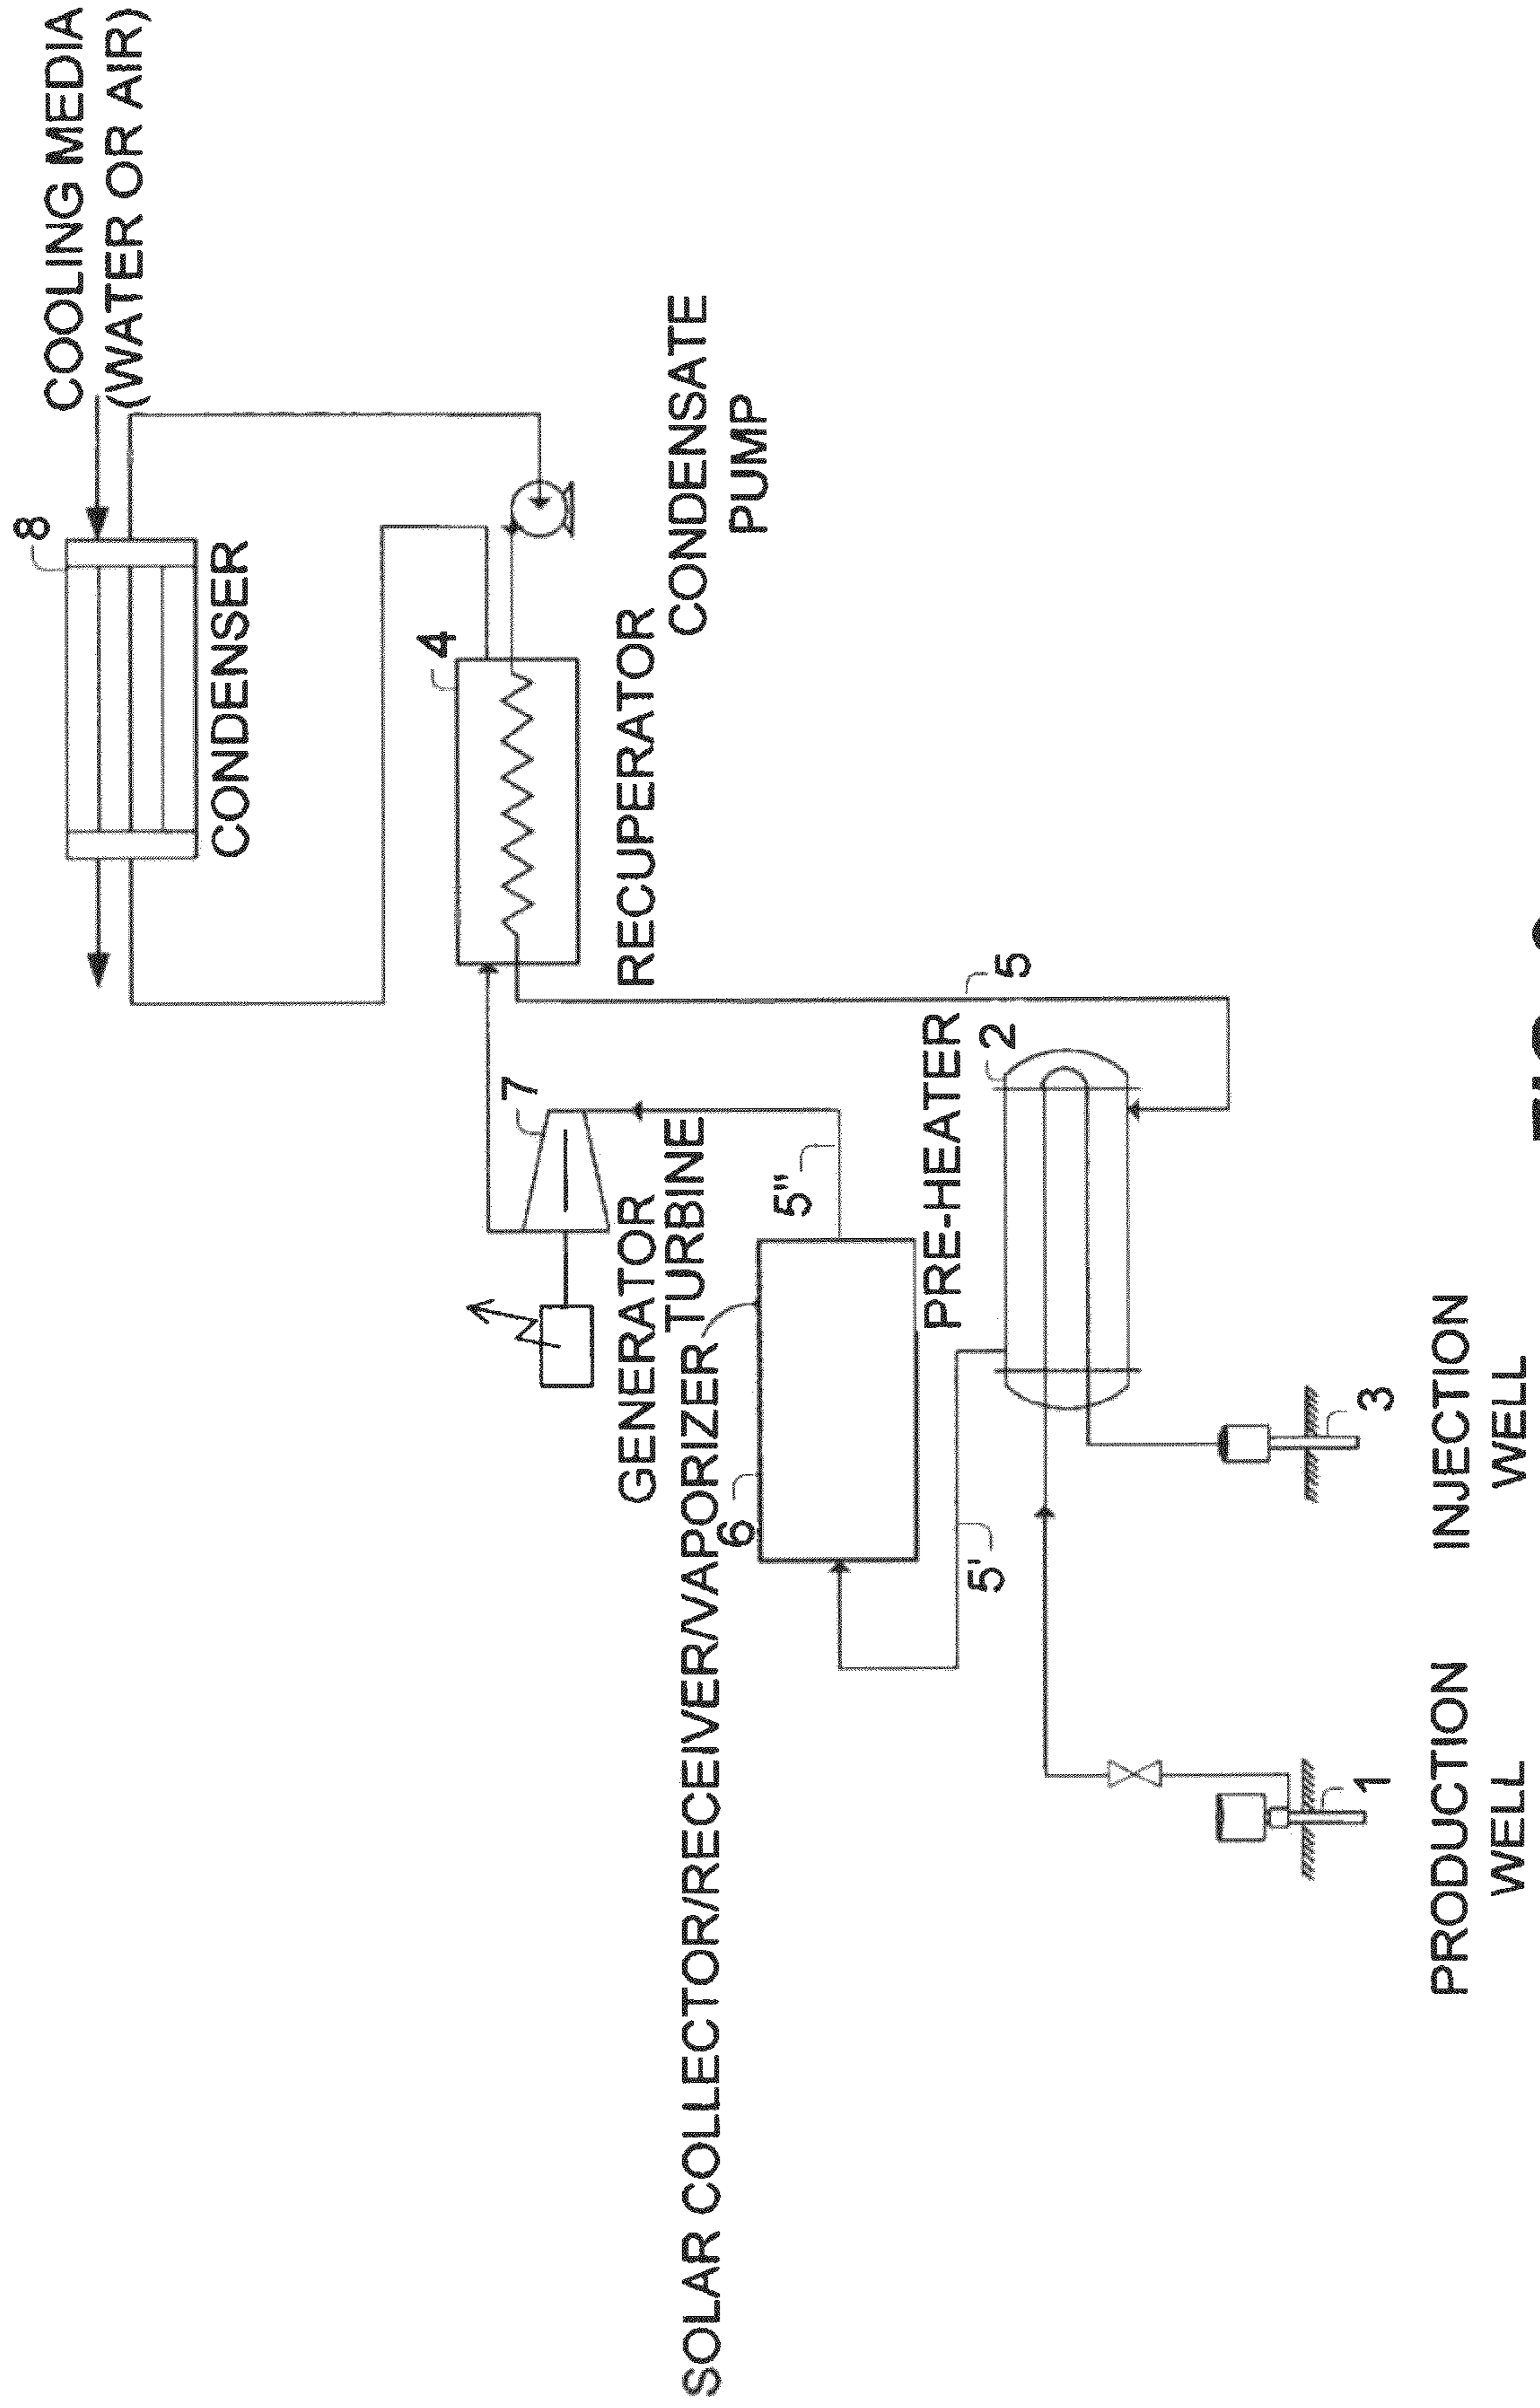 COOLING MEDIA
(WATER OR AIR)
8
CONDENSER
4
RECUPERATOR
CONDENSATE
PUMP
7
GENERATOR
TURBINE
SOLAR COLLECTOR/RECEIVER/VAPORIZER
6
5"
5'
5
PRE-HEATER
2
1
3
PRODUCTION
WELL
INJECTION
WELL